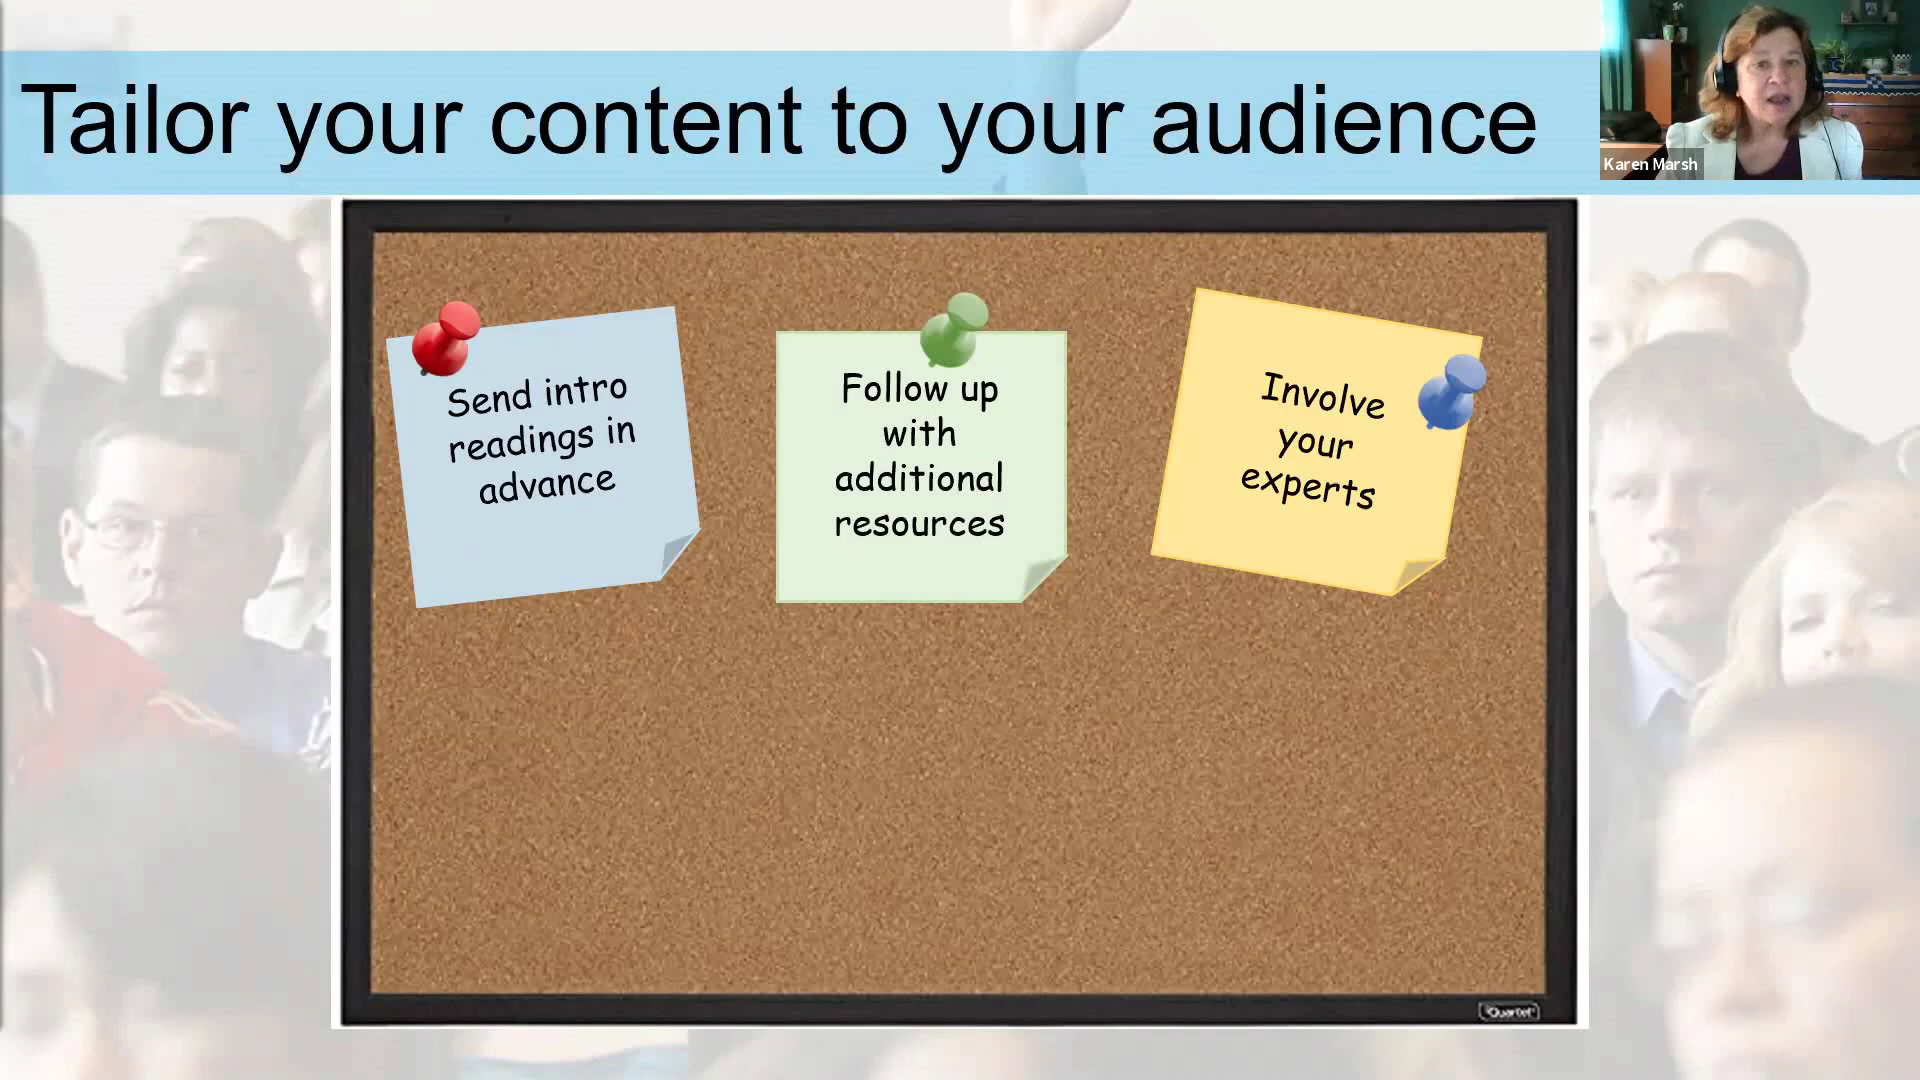 Tailor your content to your audience
Karen Marsh
Send intro
readings in
advance
Follow up
with
additional
resources
Involve
your
experts
Quartet